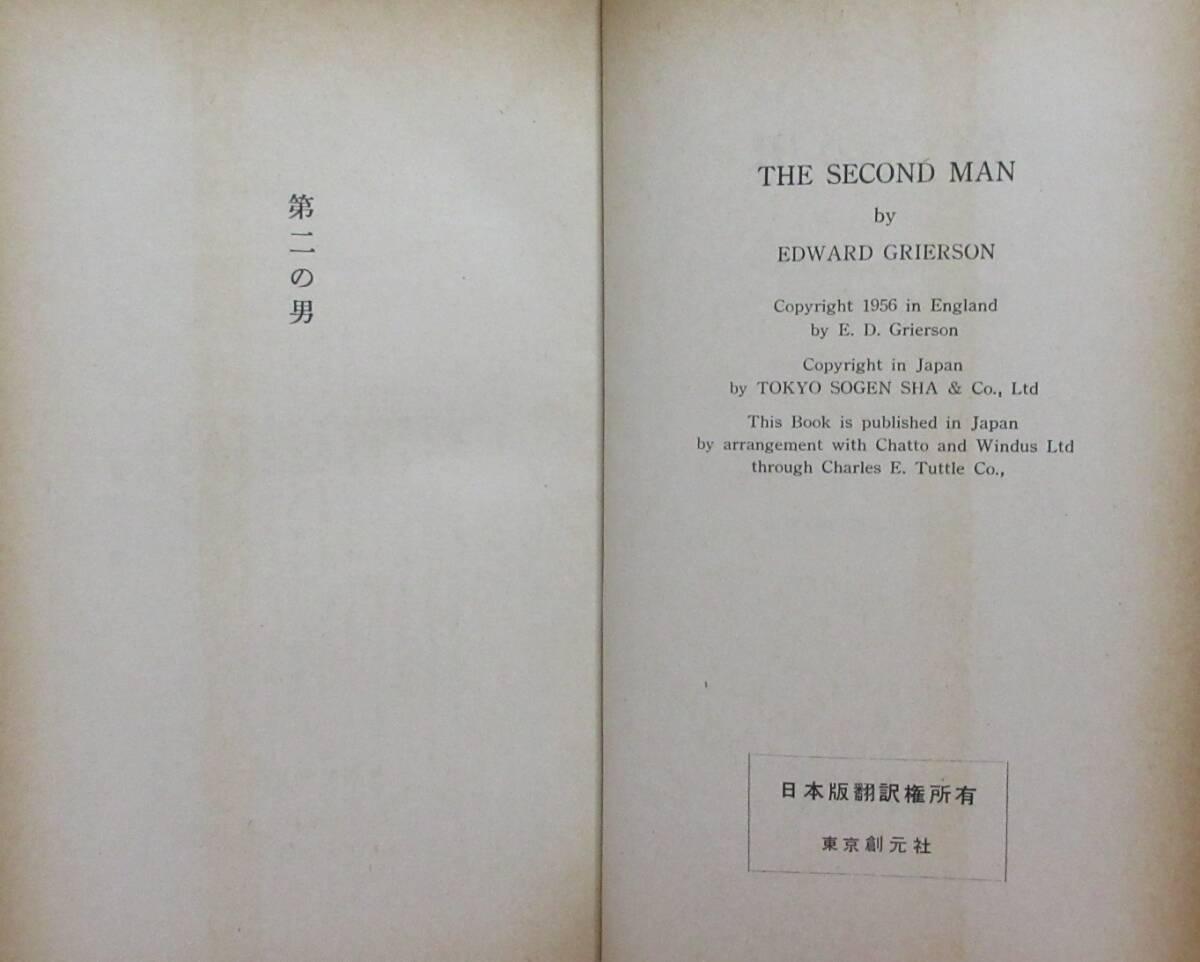 第二の男
THE SECOND MAN
by
EDWARD GRIERSON
Copyright 1956 in England
by E. D. Grierson
Copyright in Japan
by TOKYO SOGEN SHA & Co., Ltd
This Book is published in Japan
by arrangement with Chatto and Windus Ltd
through Charles E. Tuttle Co.,
日本版翻訳権所有
東京創元社